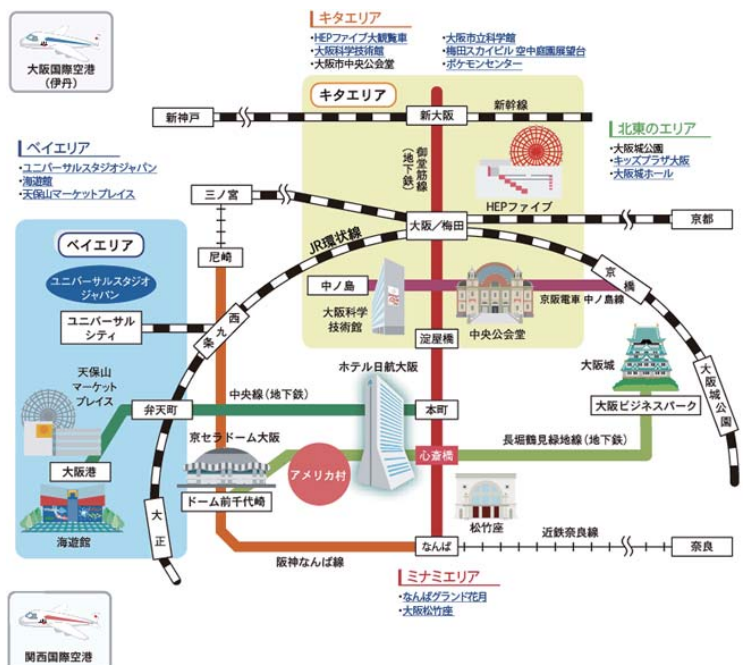 大阪国際空港
(伊丹)
キタエリア
・HEPファイブ大観覧車
・大阪科学技術館
・大阪市中央公会堂
・大阪市立科学館
・梅田スカイビル 空中庭園展望台
・ポケモンセンター
キタエリア
新神戸
新大阪
新幹線
御堂筋線
(地下鉄)
北東のエリア
・大阪城公園
・キッズプラザ大阪
・大阪城ホール
ベイエリア
・ユニバーサルスタジオジャパン
・海遊館
・天保山マーケットプレイス
三ノ宮
HEPファイブ
大阪/梅田
京都
ベイエリア
JR環状線
尼崎
ユニバーサルスタジオ
ジャパン
京橋
中ノ島
京阪電車 中ノ島線
大阪科学
技術館
中央公会堂
ユニバーサル
シティ
西九条
淀屋橋
大阪城
天保山
マーケット
プレイス
ホテル日航大阪
大阪城公園
中央線(地下鉄)
弁天町
本町
大阪ビジネスパーク
京セラドーム大阪
長堀鶴見緑地線(地下鉄)
心斎橋
大阪港
アメリカ村
ドーム前千代崎
大正
松竹座
海遊館
近鉄奈良線
なんば
奈良
阪神なんば線
ミナミエリア
・なんばグランド花月
・大阪松竹座
関西国際空港